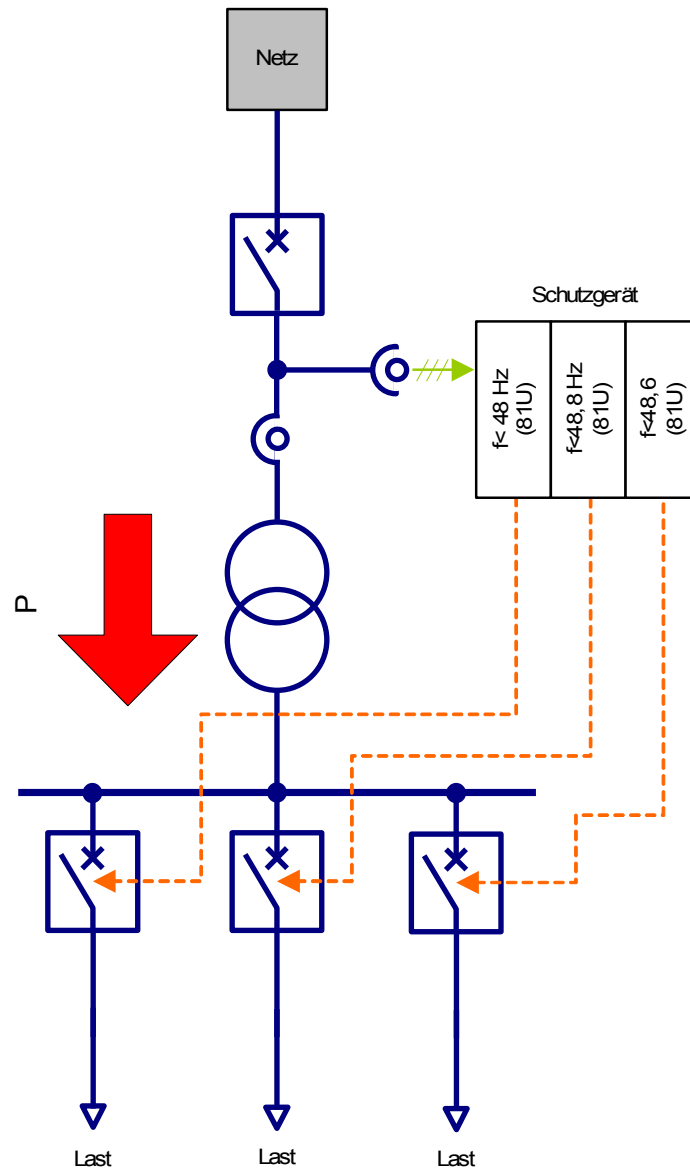 Netz
Schutzgerät
f< 48 Hz
(81U)
f<48,8 Hz
(81U)
f<48,6
(81U)
P
Last
Last
Last